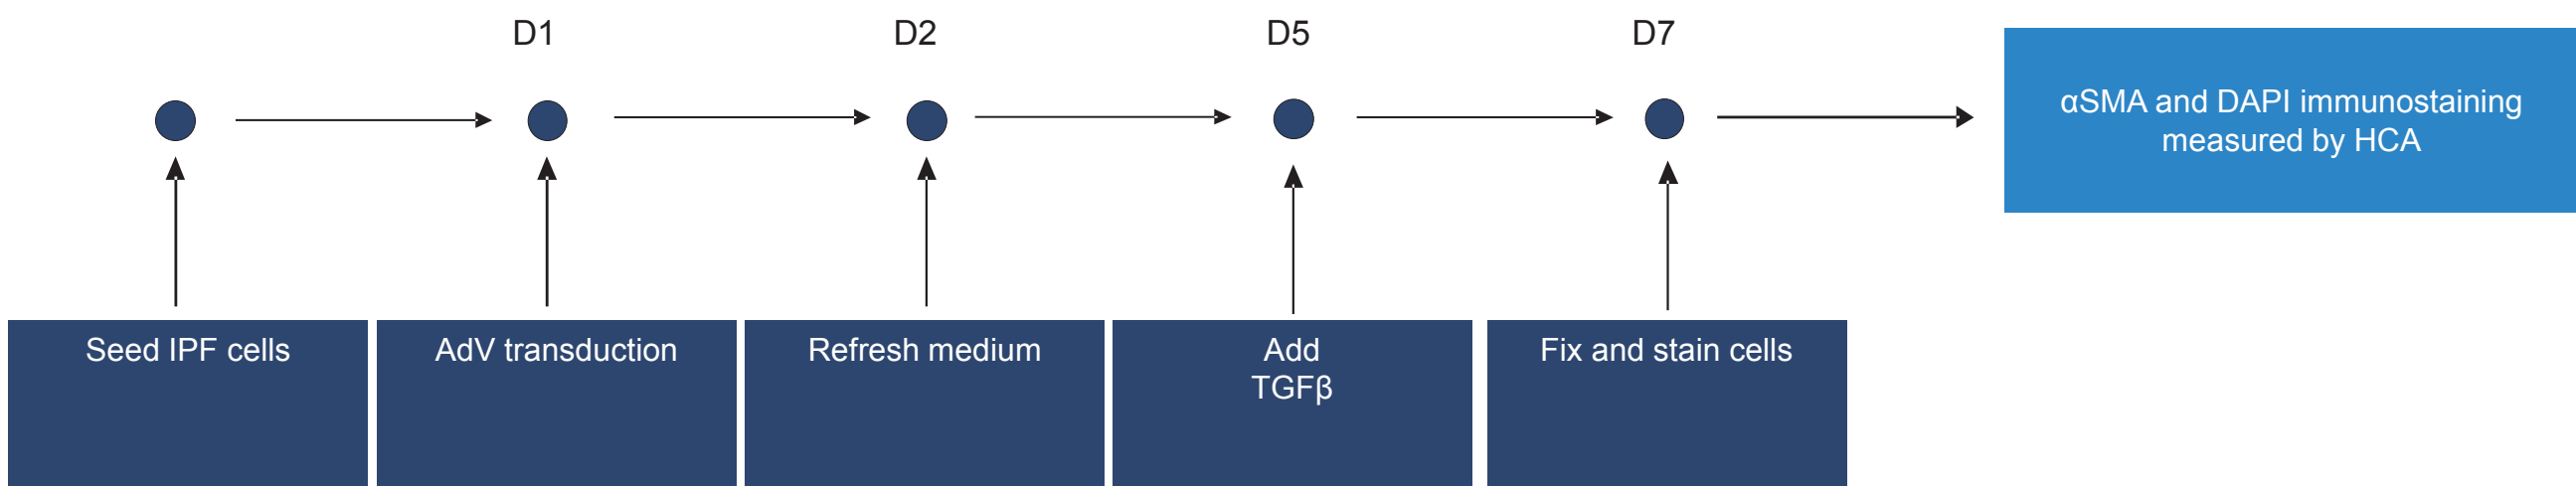 D1
D2
D5
D7
αSMA and DAPI immunostaining
measured by HCA
Seed IPF cells
AdV transduction
Refresh medium
Add
TGFβ
Fix and stain cells